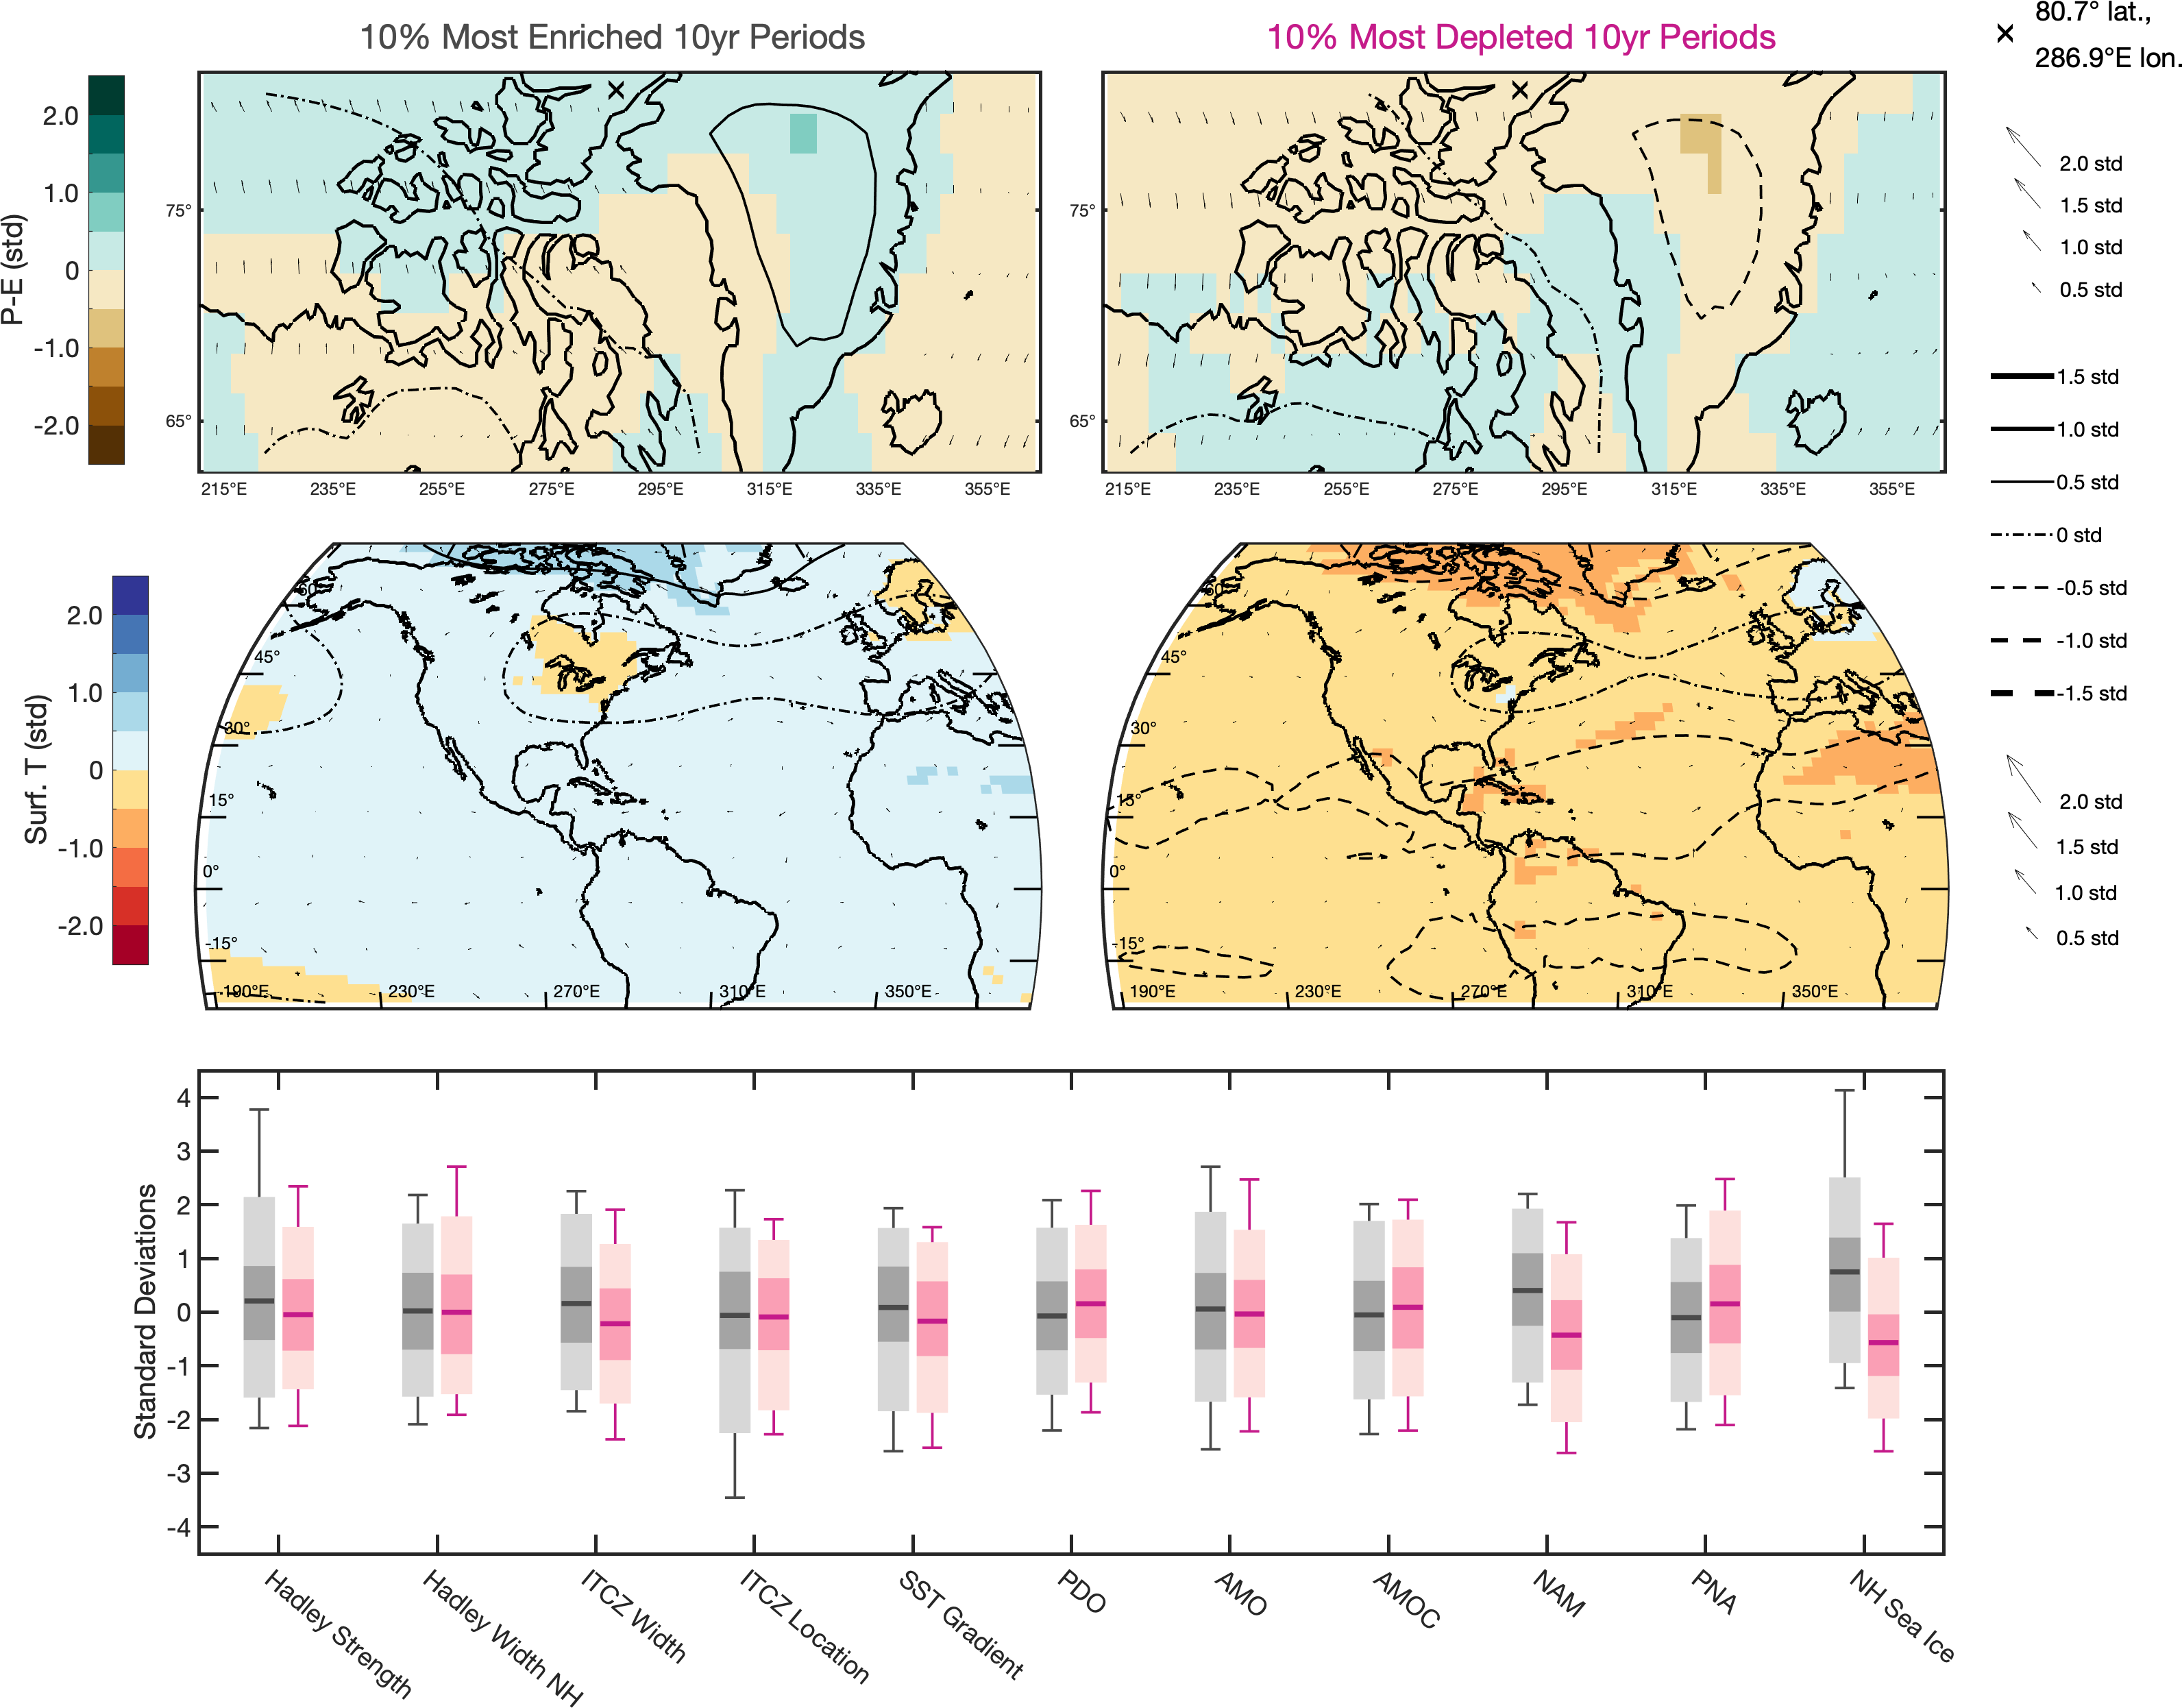 10% Most Enriched 10yr Periods
10% Most Depleted 10yr Periods
80.7° lat.,
286.9°E lon.
P-E (std)
2.0
1.0
0
-1.0
-2.0
75°
65°
215°E 235°E 255°E 275°E 295°E 315°E 335°E 355°E
75°
65°
215°E 235°E 255°E 275°E 295°E 315°E 335°E 355°E
2.0 std
1.5 std
1.0 std
0.5 std
1.5 std
1.0 std
0.5 std
0 std
-0.5 std
-1.0 std
-1.5 std
Surf. T (std)
2.0
1.0
0
-1.0
-2.0
60°
45°
30°
15°
0°
-15°
190°E 230°E 270°E 310°E 350°E
60°
45°
30°
15°
0°
-15°
190°E 230°E 270°E 310°E 350°E
2.0 std
1.5 std
1.0 std
0.5 std
Standard Deviations
4
3
2
1
0
-1
-2
-3
-4
Hadley Strength
Hadley Width NH
ITCZ Width
ITCZ Location
SST Gradient
PDO
AMO
AMOC
NAM
PNA
NH Sea Ice